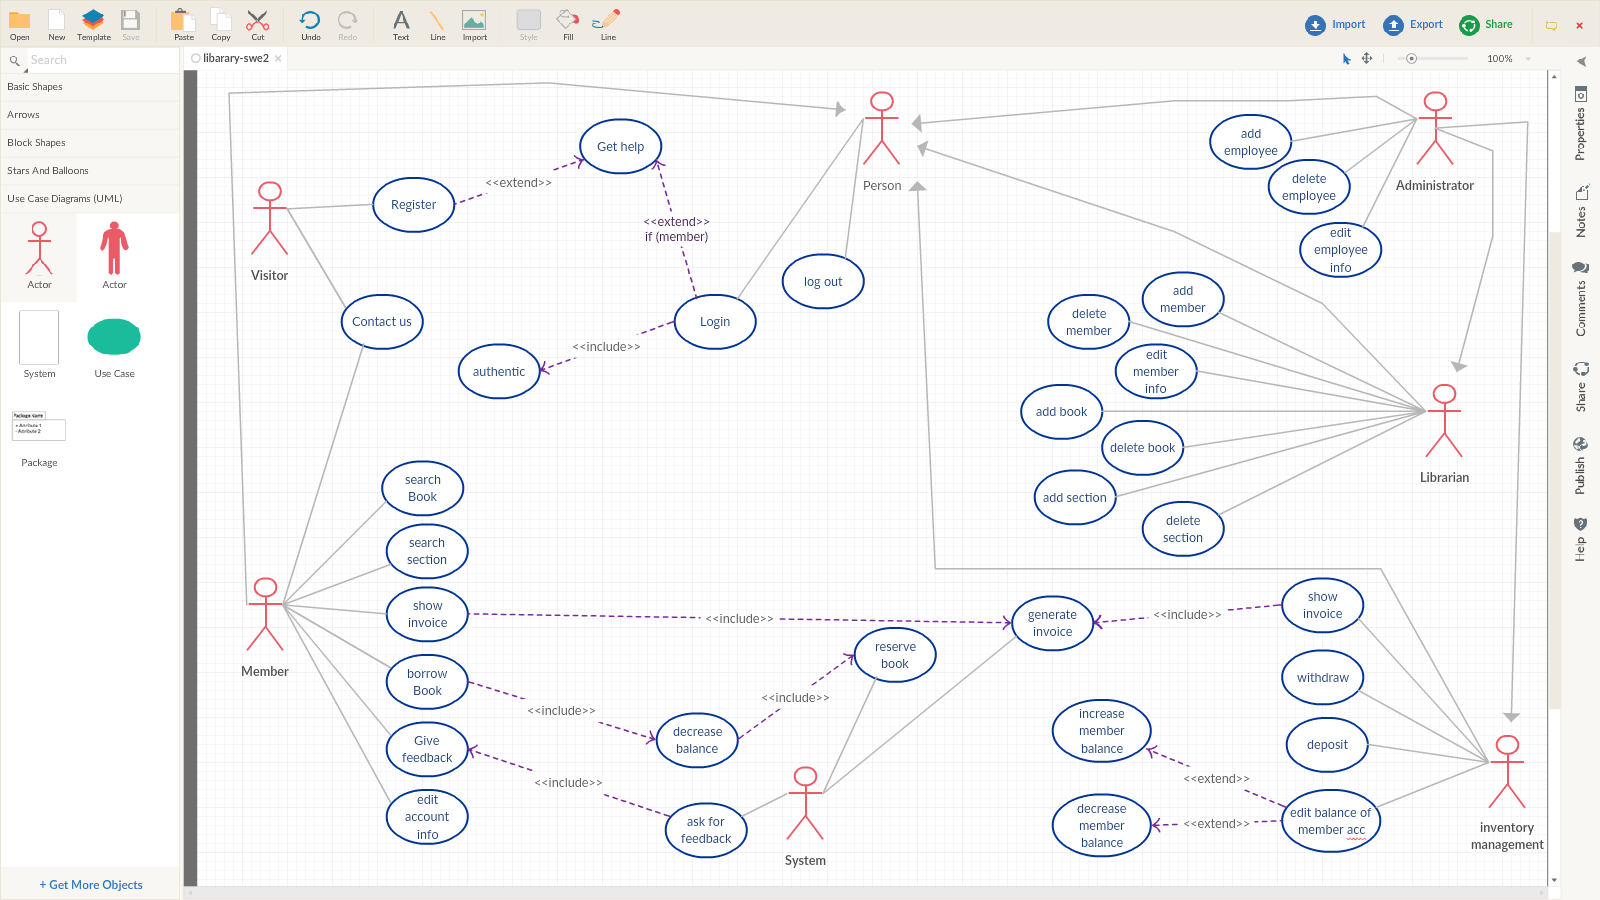 Open
New
Template
Save
Paste
Copy
Cut
Undo
Redo
Text
Line
Import
Style
Fill
Line
Import
Export
Share
Search
libarary-swe2
100%
Basic Shapes
Arrows
Block Shapes
Stars And Balloons
Use Case Diagrams (UML)
Actor
Actor
System
Use Case
Package Name
+ Attribute 1
- Attribute 2
Package
+ Get More Objects
Properties
Notes
Comments
Share
Publish
Help
Person
Administrator
Visitor
Librarian
Member
System
inventory
management
Get help
Register
<<extend>>
<<extend>>
if (member)
log out
Contact us
Login
<<include>>
authentic
add
employee
delete
employee
edit
employee
info
add
member
delete
member
edit
member
info
add book
delete book
add section
delete
section
search
Book
search
section
show
invoice
<<include>>
generate
invoice
<<include>>
show
invoice
borrow
Book
<<include>>
decrease
balance
<<include>>
reserve
book
Give
feedback
<<include>>
ask for
feedback
edit
account
info
withdraw
deposit
increase
member
balance
<<extend>>
edit balance of
member acc
<<extend>>
decrease
member
balance